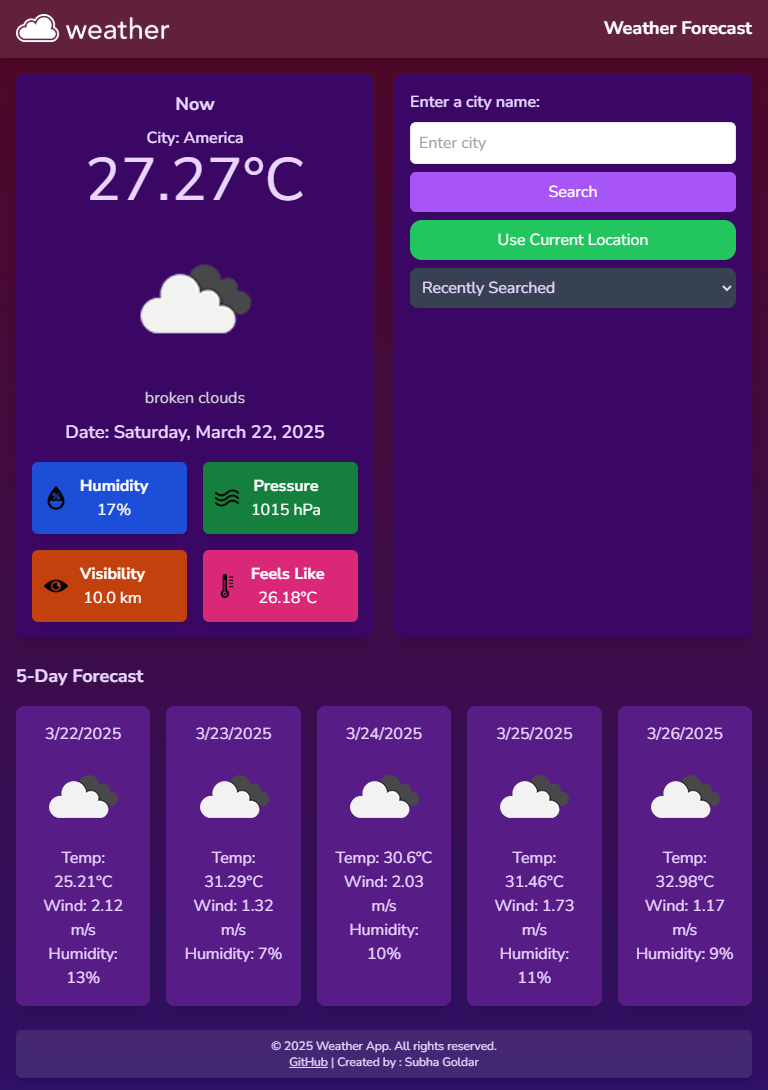 weather
Weather Forecast
Now
City: America
27.27°C
broken clouds
Date: Saturday, March 22, 2025
Humidity
17%
Pressure
1015 hPa
Visibility
10.0 km
Feels Like
26.18°C
Enter a city name:
Enter city
Search
Use Current Location
Recently Searched
5-Day Forecast
3/22/2025
Temp:
25.21°C
Wind: 2.12
m/s
Humidity:
13%
3/23/2025
Temp:
31.29°C
Wind: 1.32
m/s
Humidity: 7%
3/24/2025
Temp: 30.6°C
Wind: 2.03
m/s
Humidity:
10%
3/25/2025
Temp:
31.46°C
Wind: 1.73
m/s
Humidity:
11%
3/26/2025
Temp:
32.98°C
Wind: 1.17
m/s
Humidity: 9%
© 2025 Weather App. All rights reserved.
GitHub | Created by : Subha Goldar